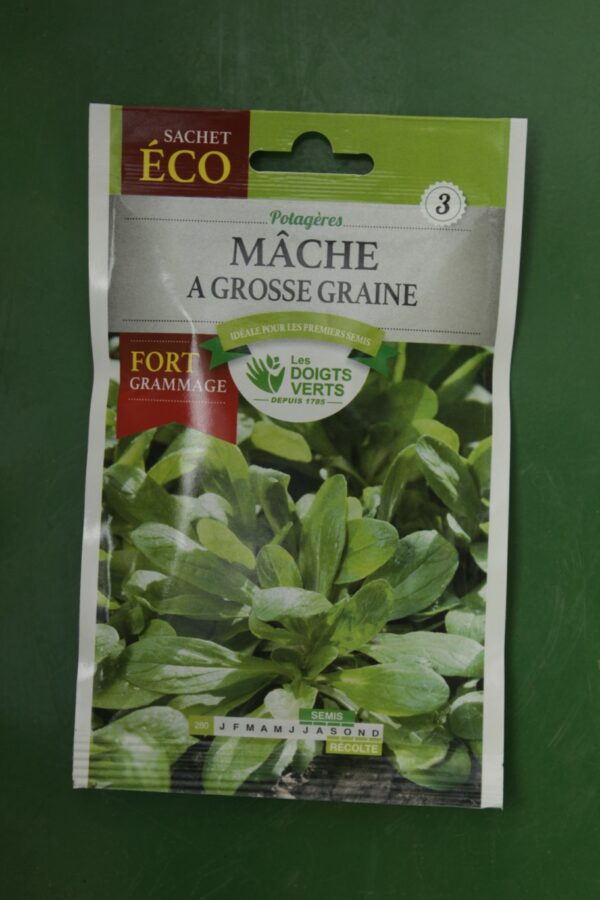 SACHET
ÉCO
3
Potagères
MÂCHE
A GROSSE GRAINE
IDÉALE POUR LES PREMIERS SEMIS
FORT
GRAMMAGE
Les
DOIGTS
VERTS
DEPUIS 1785
SEMIS
280 J F M A M J J A S O N D
RÉCOLTE